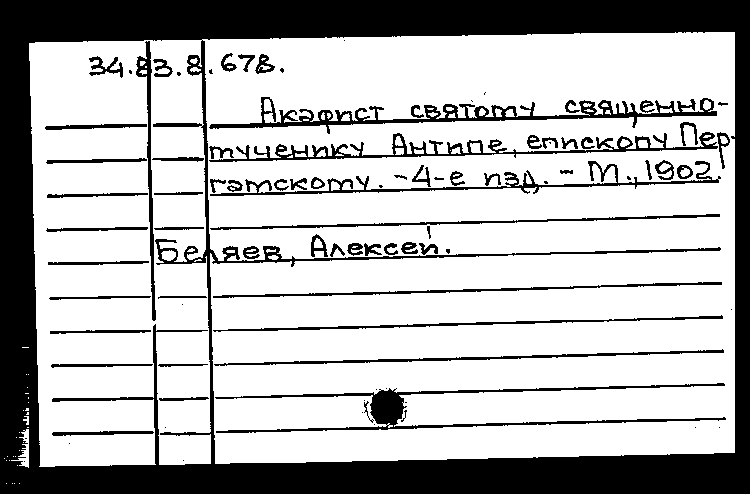 34.83.8.678.
Акафист святому священно-
мученику Антипе, епископу Пер-
гамскому. - 4-е изд. - М., 1902.
Беляев, Алексей.